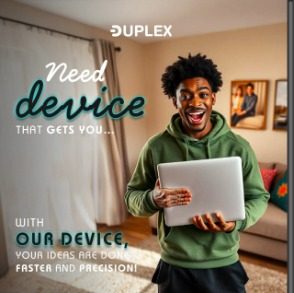 DUPLEX
Need
device
THAT GETS YOU...
WITH
OUR DEVICE,
YOUR IDEAS ARE DONE
FASTER AND PRECISION!